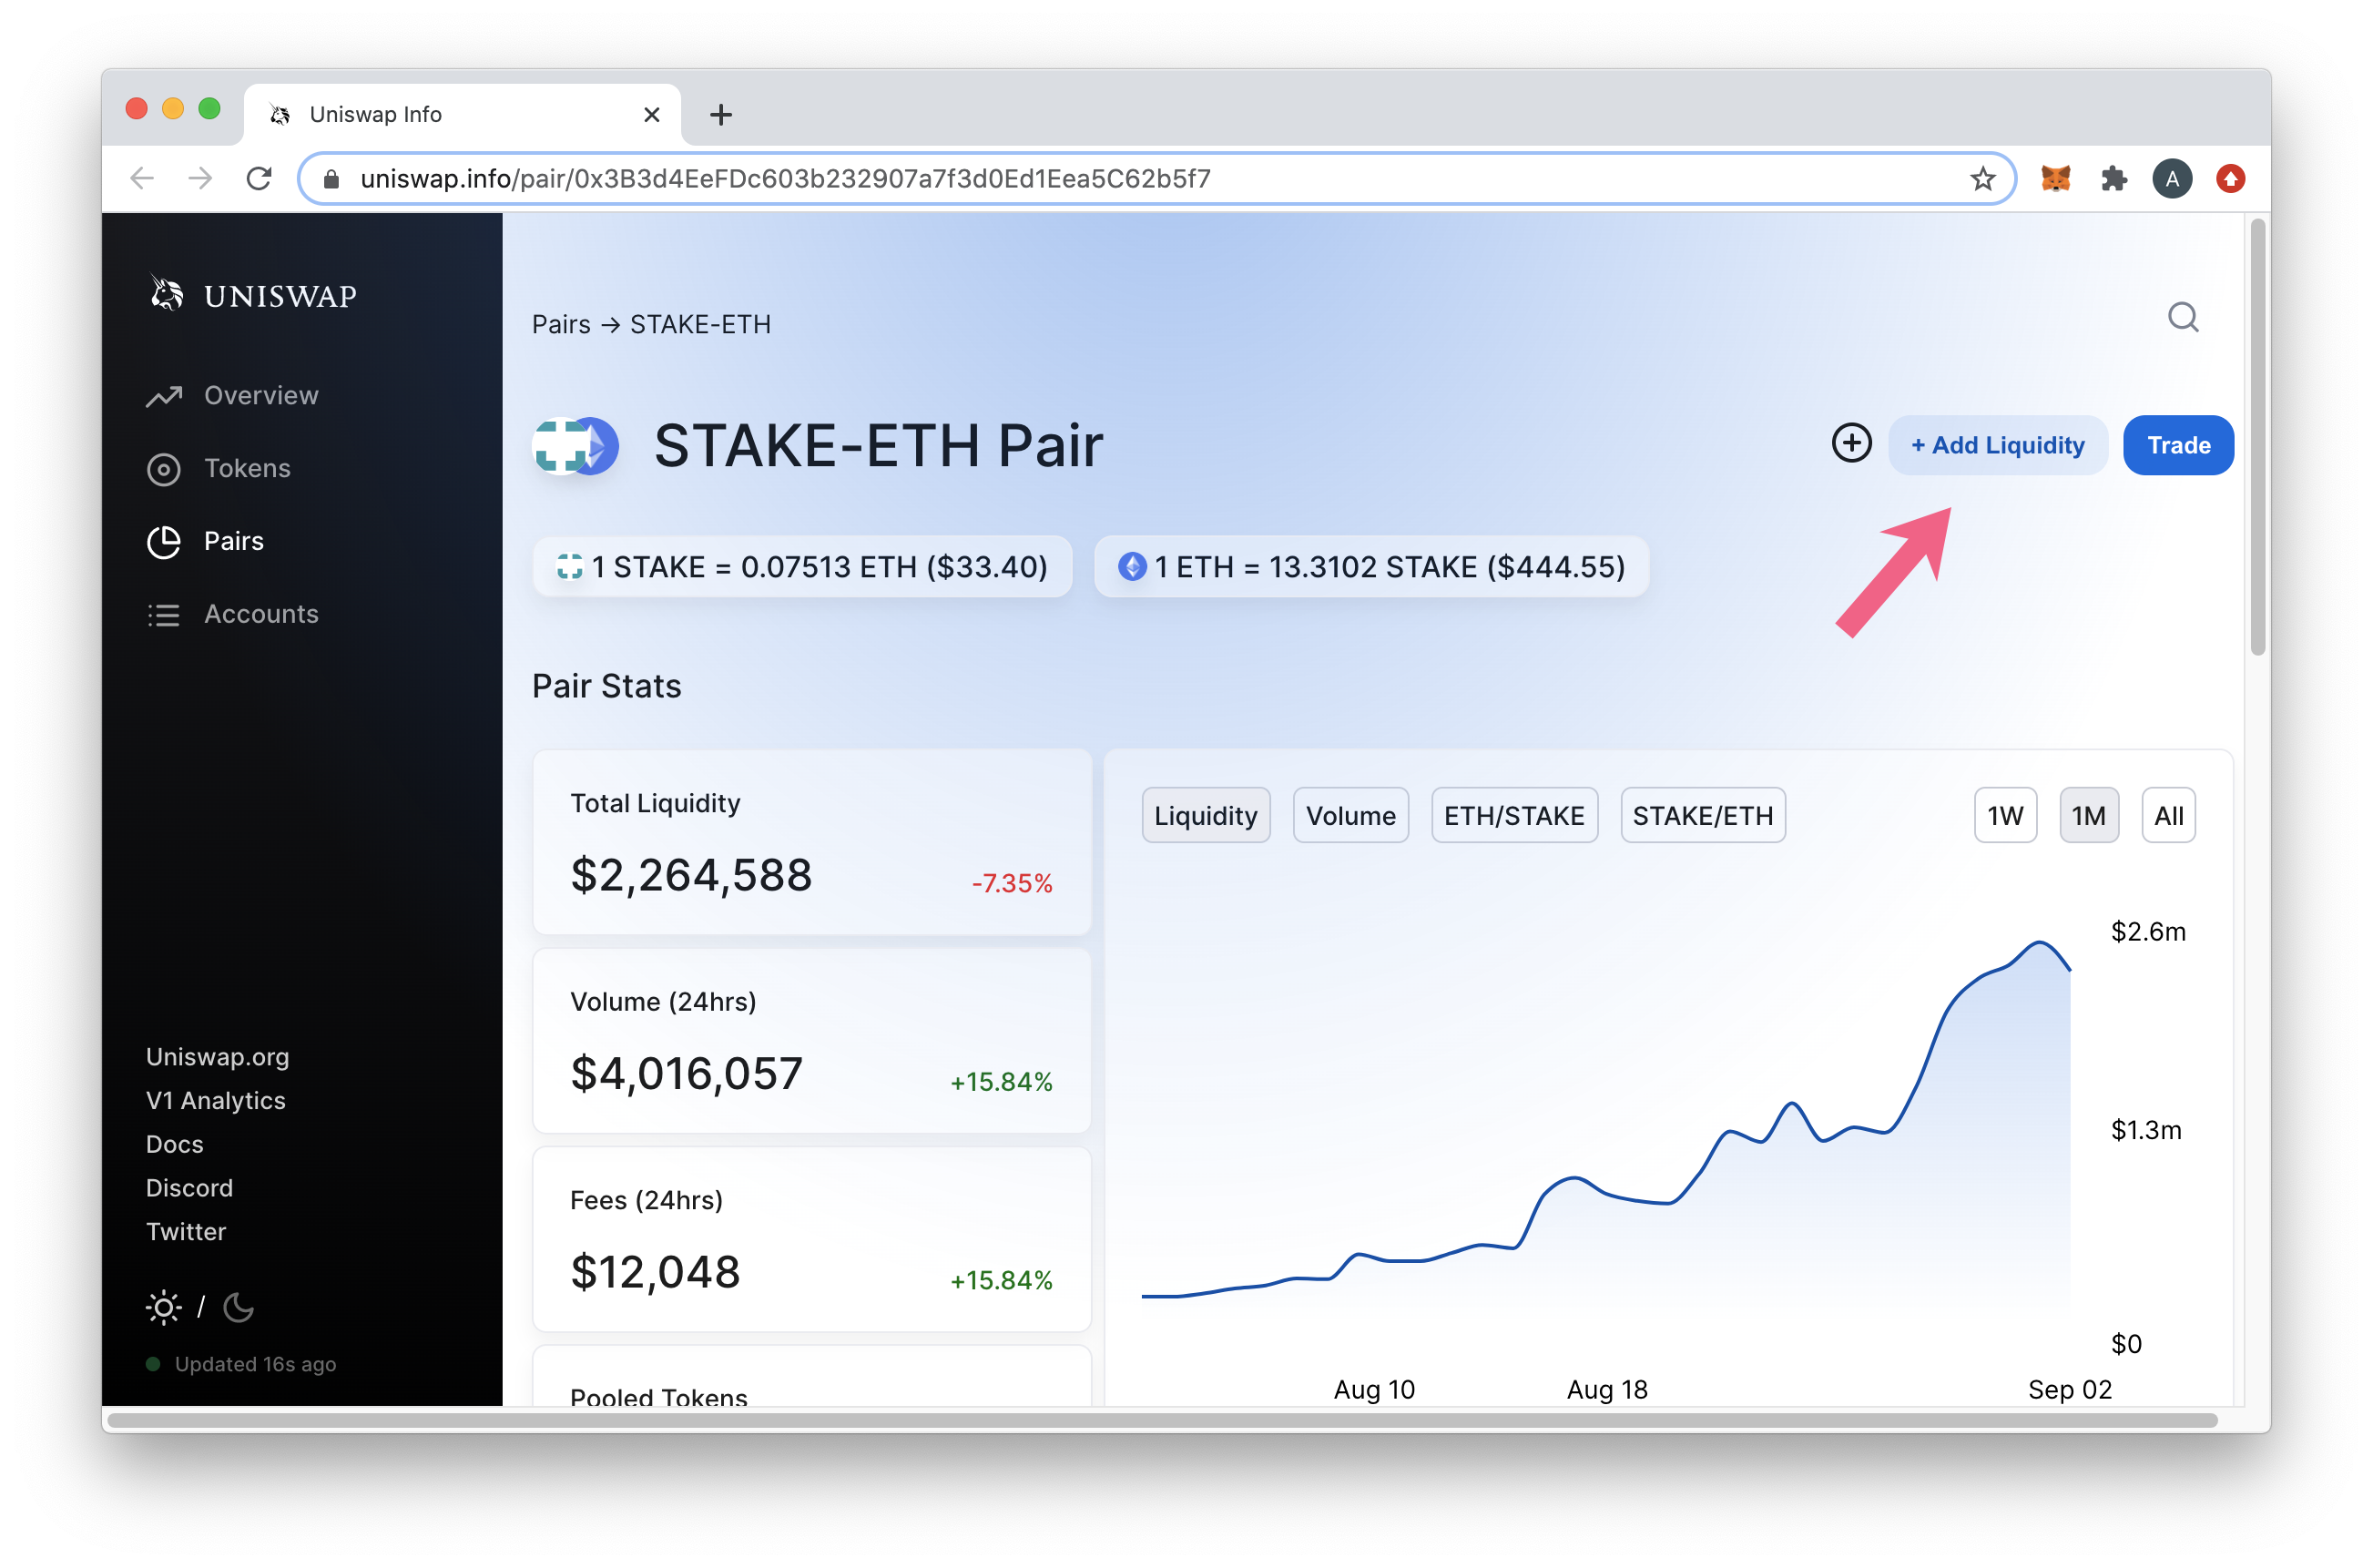 Uniswap Info
uniswap.info/pair/0x3B3d4EeFDc603b232907a7f3d0Ed1Eea5C62b5f7
A
UNISWAP
Overview
Tokens
Pairs
Accounts
Uniswap.org
V1 Analytics
Docs
Discord
Twitter
/
Updated 16s ago
Pairs → STAKE-ETH
STAKE-ETH Pair
+ Add Liquidity
Trade
1 STAKE = 0.07513 ETH ($33.40)
1 ETH = 13.3102 STAKE ($444.55)
Pair Stats
Total Liquidity
$2,264,588
-7.35%
Volume (24hrs)
$4,016,057
+15.84%
Fees (24hrs)
$12,048
+15.84%
Pooled Tokens
Liquidity
Volume
ETH/STAKE
STAKE/ETH
1W
1M
All
$2.6m
$1.3m
$0
Aug 10
Aug 18
Sep 02